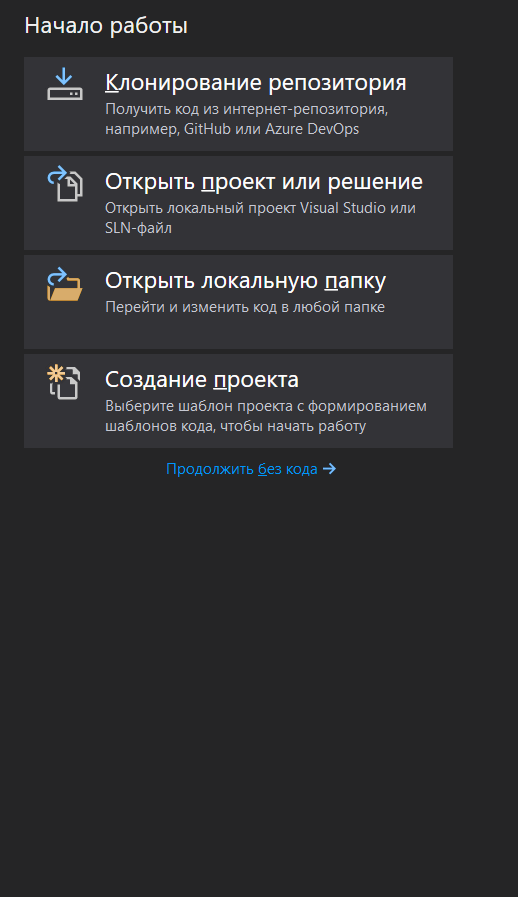 Начало работы
Клонирование репозитория
Получить код из интернет-репозитория,
например, GitHub или Azure DevOps
Открыть проект или решение
Открыть локальный проект Visual Studio или
SLN-файл
Открыть локальную папку
Перейти и изменить код в любой папке
Создание проекта
Выберите шаблон проекта с формированием
шаблонов кода, чтобы начать работу
Продолжить без кода →